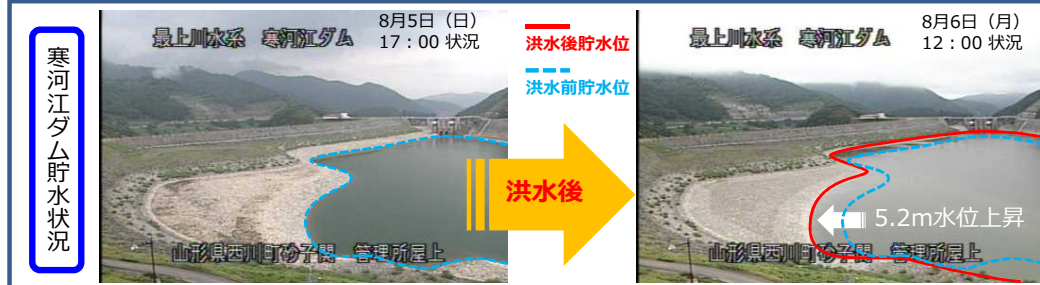 寒河江ダム貯水状況
最上川水系 寒河江ダム
8月5日（日）
17：00 状況
山形県西川町砂子関 管理所屋上
洪水後貯水位
洪水前貯水位
洪水後
最上川水系 寒河江ダム
8月6日（月）
12：00 状況
5.2m水位上昇
山形県西川町砂子関 管理所屋上